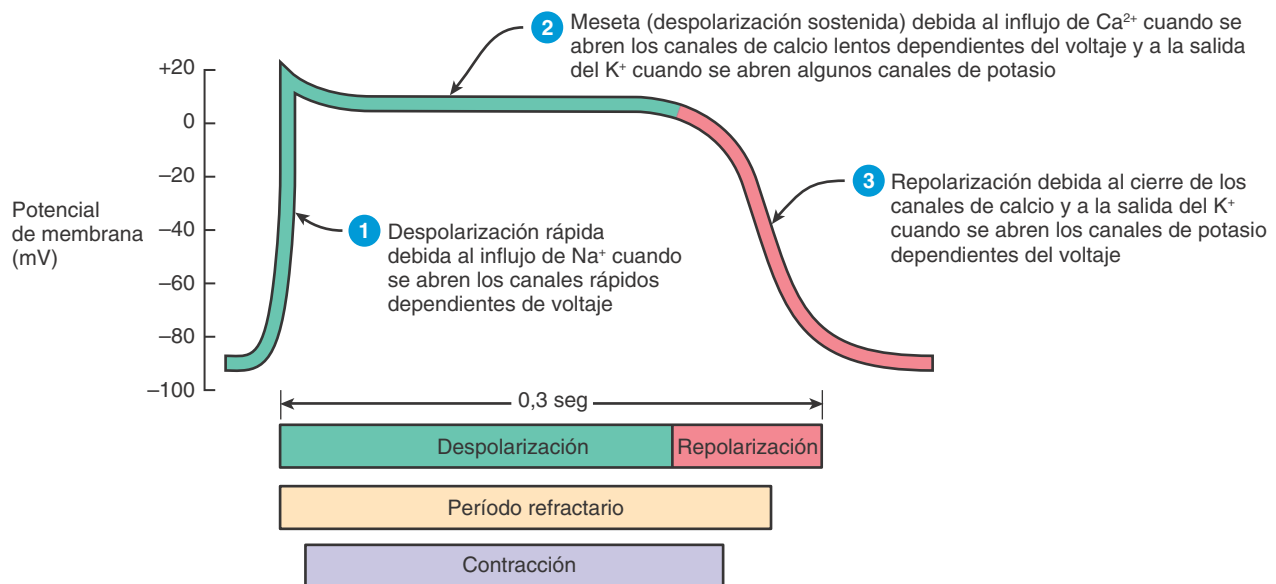 2 Meseta (despolarización sostenida) debida al influjo de Ca²⁺ cuando se
abren los canales de calcio lentos dependientes del voltaje y a la salida
del K⁺ cuando se abren algunos canales de potasio
+20
0
–20
–40
–60
–80
–100
Potencial
de membrana
(mV)
1 Despolarización rápida
debida al influjo de Na⁺ cuando
se abren los canales rápidos
dependientes de voltaje
3 Repolarización debida al cierre de los
canales de calcio y a la salida del K⁺
cuando se abren los canales de potasio
dependientes del voltaje
0,3 seg
Despolarización
Repolarización
Período refractario
Contracción